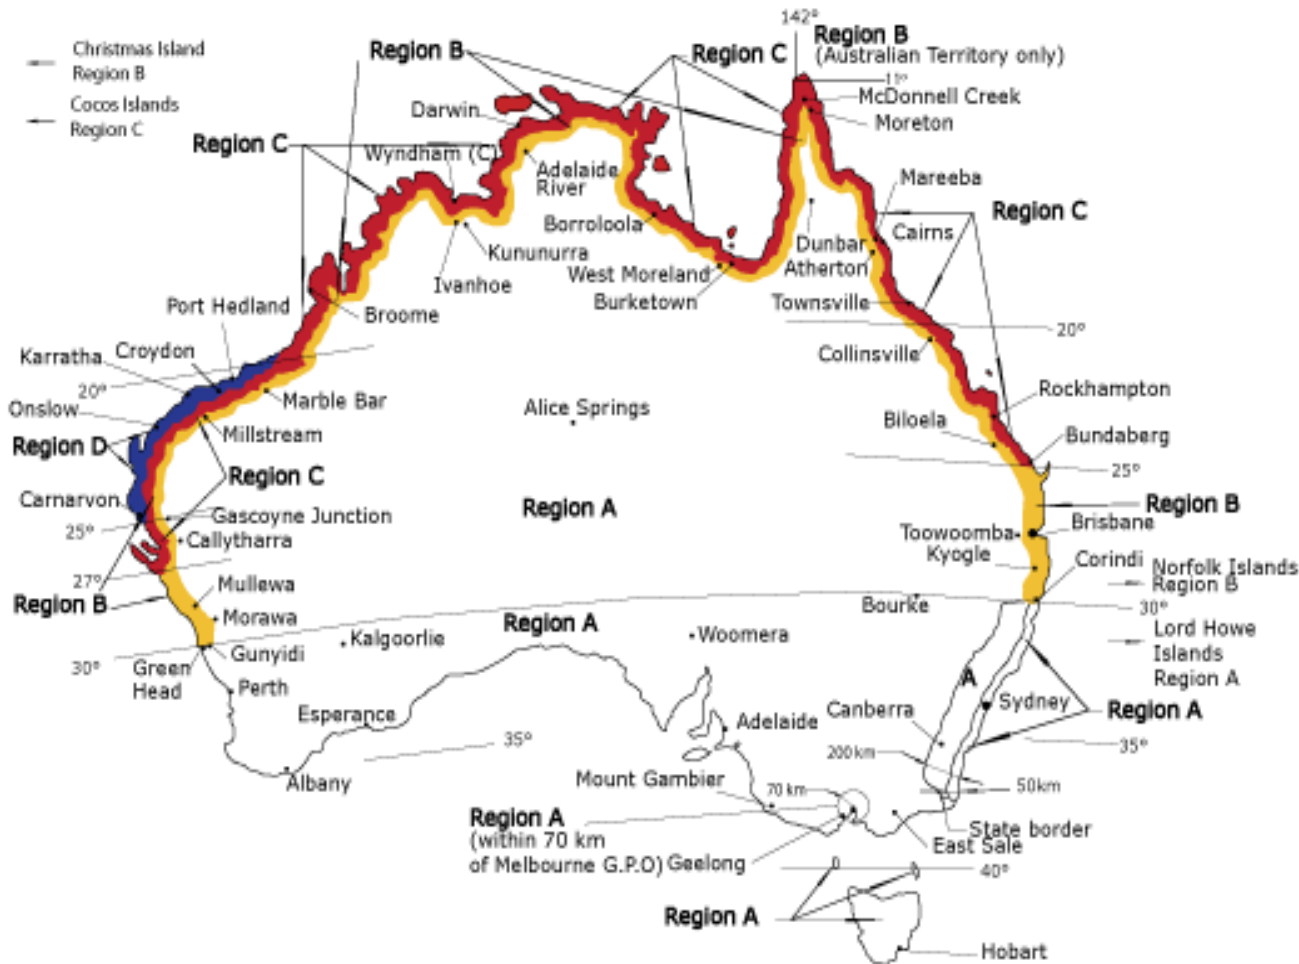 142°
Region B
(Australian Territory only)
Christmas Island
Region B
Cocos Islands
Region C
Region B
Region C
11°
McDonnell Creek
Moreton
Darwin
Region C
Wyndham (C)
Adelaide
River
Mareeba
Region C
Cairns
Borroloola
Kununurra
Dunbar
Atherton
West Moreland
Ivanhoe
Burketown
Port Hedland
Broome
Townsville
20°
Karratha
Croydon
Collinsville
20°
Marble Bar
Rockhampton
Onslow
Alice Springs
Biloela
Millstream
Bundaberg
Region D
25°
Region C
Carnarvon
Region A
Region B
Gascoyne Junction
25°
Toowoomba
Brisbane
Callytharra
Kyogle
Corindi
Norfolk Islands
Region B
27°
Mullewa
Region B
Bourke
30°
Morawa
Region A
Lord Howe
Islands
Region A
Kalgoorlie
Woomera
30°
Green
Head
Gunyidi
A
Perth
Sydney
Region A
Esperance
Canberra
Adelaide
35°
35°
200 km
Albany
Mount Gambier
70 km
50km
Region A
(within 70 km
of Melbourne G.P.O)
Geelong
State border
East Sale
40°
Region A
Hobart